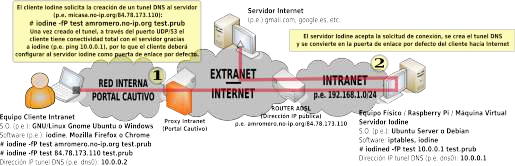 El cliente Iodine solicita la creación de un tunel DNS al servidor
(p.e. micasa.no-ip.org/84.78.173.110):
# iodine -fP test amromero.no-ip.org test.prub
Una vez creado el tunel, a través de puerto UDP/53 el
cliente tiene conectividad total con el servidor gracias
a iodine (p.e. ping 10.0.0.1), por lo que el cliente deberá
configurar al servidor iodine como puerta de enlace por defecto.
Servidor Internet
(p.e.) gmail.com, google.es, etc.
El servidor Iodine acepta la solicitud de conexión, se crea el tunel DNS
y se convierte en la puerta de enlace por defecto del cliente hacia Internet
1
2
RED INTERNA
PORTAL CAUTIVO
EXTRANET
INTERNET
INTRANET
p.e. 192.168.1.0/24
Proxy Intranet
(Portal Cautivo)
ROUTER ADSL
(Dirección IP publica)
p.e. amromero.no-ip.org/84.78.173.110
Equipo Cliente Intranet
S.O. (p.e): GNU/Linux Gnome Ubuntu o Windows
Software (p.e): iodine, Mozilla Firefox o Chrome
# iodine -fP test amromero.no-ip.org test.prub
# iodine -fP test 84.78.173.110 test.prub
Dirección IP tunel DNS (p.e. dns0): 10.0.0.2
Equipo Fisico / Raspberry Pi / Máquina Virtual
Servidor Iodine
S.O. (p.e.): Ubuntu Server o Debian
Software: iptables, iodine
# iodined -fP test 10.0.0.1 test.prub
Dirección IP tunel DNS (p.e. dns0): 10.0.0.1